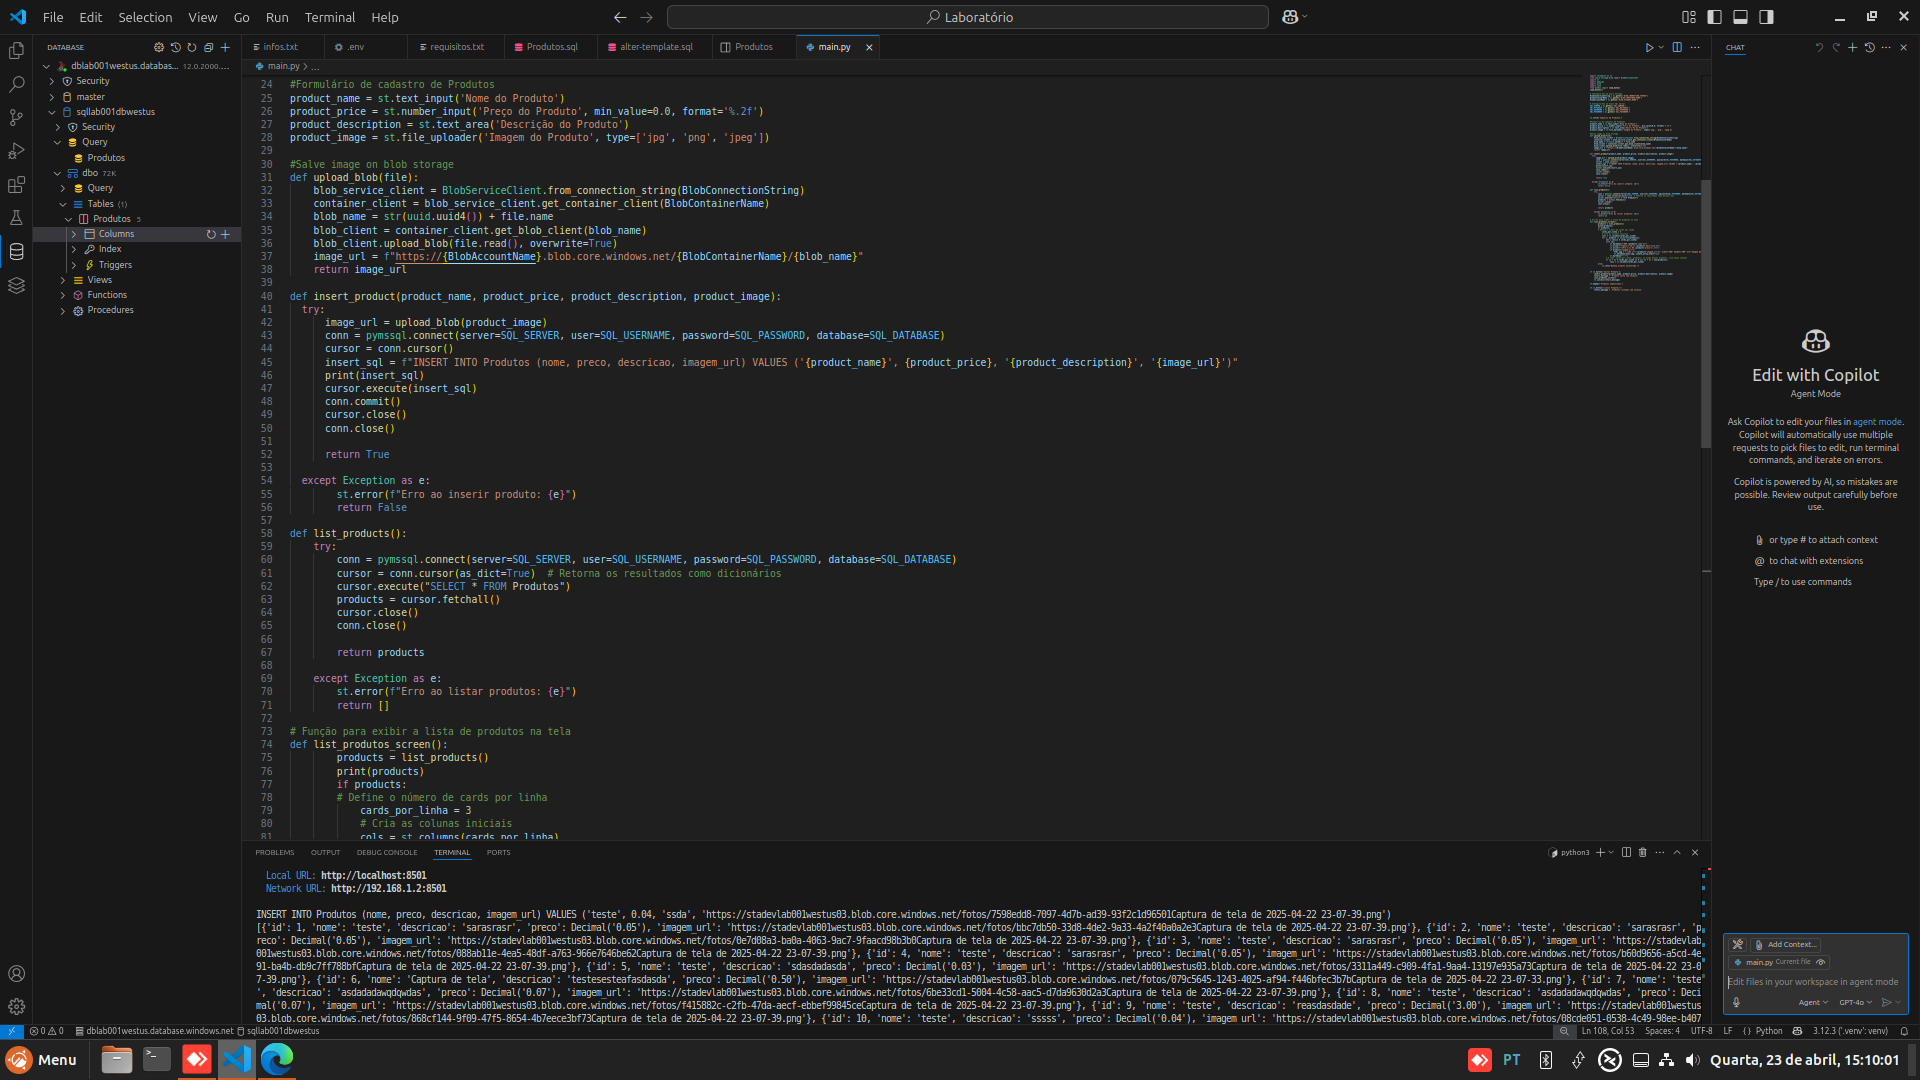 File Edit Selection View Go Run Terminal Help
Laboratório
DATABASE
dblab001westus.databas... 12.0.2000....
Security
master
sqllab001dbwestus
Security
Query
Produtos
dbo 72K
Query
Tables (1)
Produtos 5
Columns
Index
Triggers
Views
Functions
Procedures
infos.txt .env requisitos.txt Produtos.sql alter-template.sql Produtos main.py
main.py > ...
24 #Formulário de cadastro de Produtos
25 product_name = st.text_input('Nome do Produto')
26 product_price = st.number_input('Preço do Produto', min_value=0.0, format='%.2f')
27 product_description = st.text_area('Descrição do Produto')
28 product_image = st.file_uploader('Imagem do Produto', type=['jpg', 'png', 'jpeg'])
29
30 #Salve image on blob storage
31 def upload_blob(file):
32 blob_service_client = BlobServiceClient.from_connection_string(BlobConnectionString)
33 container_client = blob_service_client.get_container_client(BlobContainerName)
34 blob_name = str(uuid.uuid4()) + file.name
35 blob_client = container_client.get_blob_client(blob_name)
36 blob_client.upload_blob(file.read(), overwrite=True)
37 image_url = f"https://{BlobAccountName}.blob.core.windows.net/{BlobContainerName}/{blob_name}"
38 return image_url
39
40 def insert_product(product_name, product_price, product_description, product_image):
41 try:
42 image_url = upload_blob(product_image)
43 conn = pymssql.connect(server=SQL_SERVER, user=SQL_USERNAME, password=SQL_PASSWORD, database=SQL_DATABASE)
44 cursor = conn.cursor()
45 insert_sql = f"INSERT INTO Produtos (nome, preco, descricao, imagem_url) VALUES ('{product_name}', {product_price}, '{product_description}', '{image_url}')"
46 print(insert_sql)
47 cursor.execute(insert_sql)
48 conn.commit()
49 cursor.close()
50 conn.close()
51
52 return True
53
54 except Exception as e:
55 st.error(f"Erro ao inserir produto: {e}")
56 return False
57
58 def list_products():
59 try:
60 conn = pymssql.connect(server=SQL_SERVER, user=SQL_USERNAME, password=SQL_PASSWORD, database=SQL_DATABASE)
61 cursor = conn.cursor(as_dict=True) # Retorna os resultados como dicionários
62 cursor.execute("SELECT * FROM Produtos")
63 products = cursor.fetchall()
64 cursor.close()
65 conn.close()
66
67 return products
68
69 except Exception as e:
70 st.error(f"Erro ao listar produtos: {e}")
71 return []
72
73 # Função para exibir a lista de produtos na tela
74 def list_produtos_screen():
75 products = list_products()
76 print(products)
77 if products:
78 # Define o número de cards por linha
79 cards_por_linha = 3
80 # Cria as colunas iniciais
81 cols = st.columns(cards_por_linha)
PROBLEMS OUTPUT DEBUG CONSOLE TERMINAL PORTS
python3
Local URL: http://localhost:8501
Network URL: http://192.168.1.2:8501
INSERT INTO Produtos (nome, preco, descricao, imagem_url) VALUES ('teste', 0.04, 'ssda', 'https://stadevlab001westus03.blob.core.windows.net/fotos/7598edd8-7097-4d7b-ad39-93f2c1d96501Captura de tela de 2025-04-22 23-07-39.png')
[{'id': 1, 'nome': 'teste', 'descricao': 'sarasrasr', 'preco': Decimal('0.05'), 'imagem_url': 'https://stadevlab001westus03.blob.core.windows.net/fotos/bbc7db50-33d8-4de2-9a33-4a2f40a0a2e3Captura de tela de 2025-04-22 23-07-39.png'}, {'id': 2, 'nome': 'teste', 'descricao': 'sarasrasr', 'p
reco': Decimal('0.05'), 'imagem_url': 'https://stadevlab001westus03.blob.core.windows.net/fotos/0e7d08a3-ba0a-4063-9ac7-9faacd98b3b0Captura de tela de 2025-04-22 23-07-39.png'}, {'id': 3, 'nome': 'teste', 'descricao': 'sarasrasr', 'preco': Decimal('0.05'), 'imagem_url': 'https://stadevlab
001westus03.blob.core.windows.net/fotos/088ab11e-4ea5-48df-a763-966e7646be62Captura de tela de 2025-04-22 23-07-39.png'}, {'id': 4, 'nome': 'teste', 'descricao': 'sarasrasr', 'preco': Decimal('0.05'), 'imagem_url': 'https://stadevlab001westus03.blob.core.windows.net/fotos/b60d9656-a5cd-4e
91-ba4b-db9c7ff788bfCaptura de tela de 2025-04-22 23-07-39.png'}, {'id': 5, 'nome': 'teste', 'descricao': 'sdasdadasda', 'preco': Decimal('0.03'), 'imagem_url': 'https://stadevlab001westus03.blob.core.windows.net/fotos/3311a449-c909-4fa1-9aa4-13197e935a73Captura de tela de 2025-04-22 23-0
7-39.png'}, {'id': 6, 'nome': 'Captura de tela', 'descricao': 'testesesteafasdasda', 'preco': Decimal('0.50'), 'imagem_url': 'https://stadevlab001westus03.blob.core.windows.net/fotos/079c5645-1243-4025-af94-f446bfec3b7bCaptura de tela de 2025-04-22 23-07-33.png'}, {'id': 7, 'nome': 'teste
', 'descricao': 'asdadadawqdqwdas', 'preco': Decimal('0.07'), 'imagem_url': 'https://stadevlab001westus03.blob.core.windows.net/fotos/6be33cd1-5004-4c58-aac5-d7da9630d2a3Captura de tela de 2025-04-22 23-07-39.png'}, {'id': 8, 'nome': 'teste', 'descricao': 'asdadadawqdqwdas', 'preco': Deci
mal('0.07'), 'imagem_url': 'https://stadevlab001westus03.blob.core.windows.net/fotos/f415882c-c2fb-47da-aecf-ebbef99845ceCaptura de tela de 2025-04-22 23-07-39.png'}, {'id': 9, 'nome': 'teste', 'descricao': 'reasdasdade', 'preco': Decimal('3.00'), 'imagem_url': 'https://stadevlab001westus
03.blob.core.windows.net/fotos/868cf144-9f09-47f5-8654-4b7eece3bf73Captura de tela de 2025-04-22 23-07-39.png'}, {'id': 10, 'nome': 'teste', 'descricao': 'sssss', 'preco': Decimal('0.04'), 'imagem_url': 'https://stadevlab001westus03.blob.core.windows.net/fotos/08cde051-0538-4c49-98ee-b407
CHAT
Edit with Copilot
Agent Mode
Ask Copilot to edit your files in agent mode.
Copilot will automatically use multiple
requests to pick files to edit, run terminal
commands, and iterate on errors.
Copilot is powered by AI, so mistakes are
possible. Review output carefully before
use.
or type # to attach context
@ to chat with extensions
Type / to use commands
Add Context...
main.py Current file
Edit files in your workspace in agent mode
Agent GPT-4o
0 0 dblab001westus.database.windows.net sqllab001dbwestus
Ln 108, Col 53 Spaces: 4 UTF-8 LF { } Python 3.12.3 ('.venv': venv)
Menu
PT Quarta, 23 de abril, 15:10:01